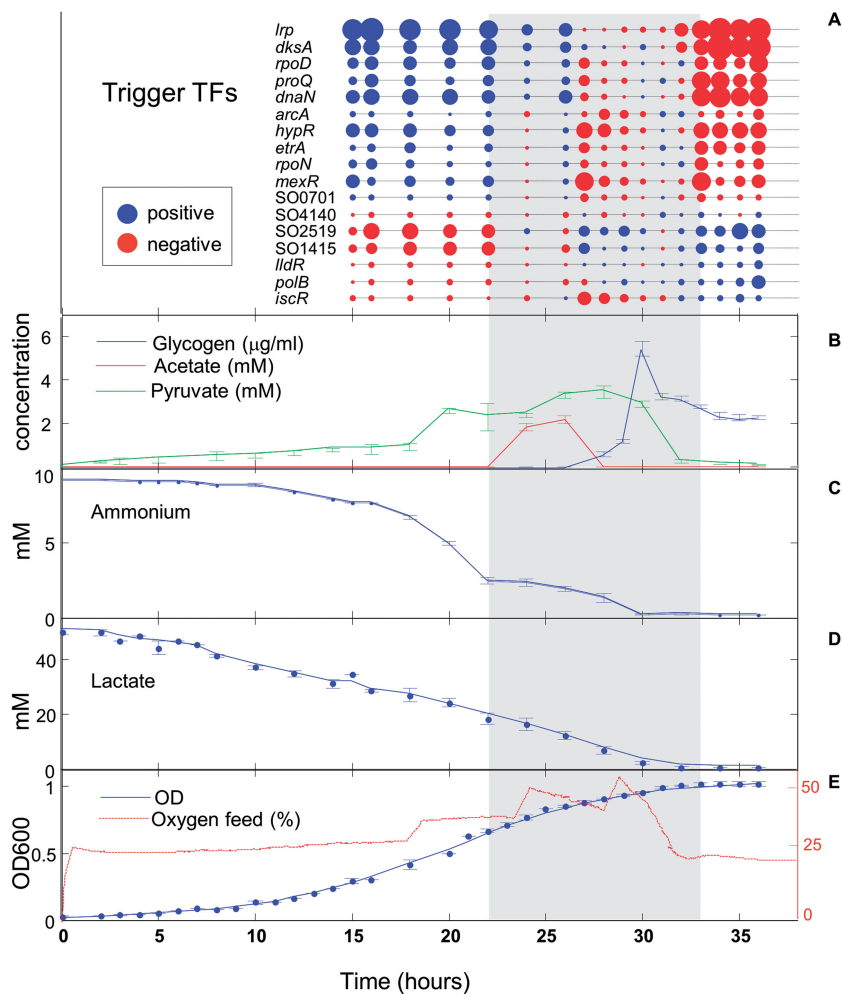 A
Trigger TFs
lrp
dksA
rpoD
proQ
dnaN
arcA
hypR
etrA
rpoN
mexR
SO0701
SO4140
SO2519
SO1415
lldR
polB
iscR
positive
negative
B
concentration
6
4
2
Glycogen (μg/ml)
Acetate (mM)
Pyruvate (mM)
C
mM
10
5
0
Ammonium
D
mM
40
20
0
Lactate
E
OD600
1
0.5
0
OD
Oxygen feed (%)
50
25
0
0 5 10 15 20 25 30 35
Time (hours)